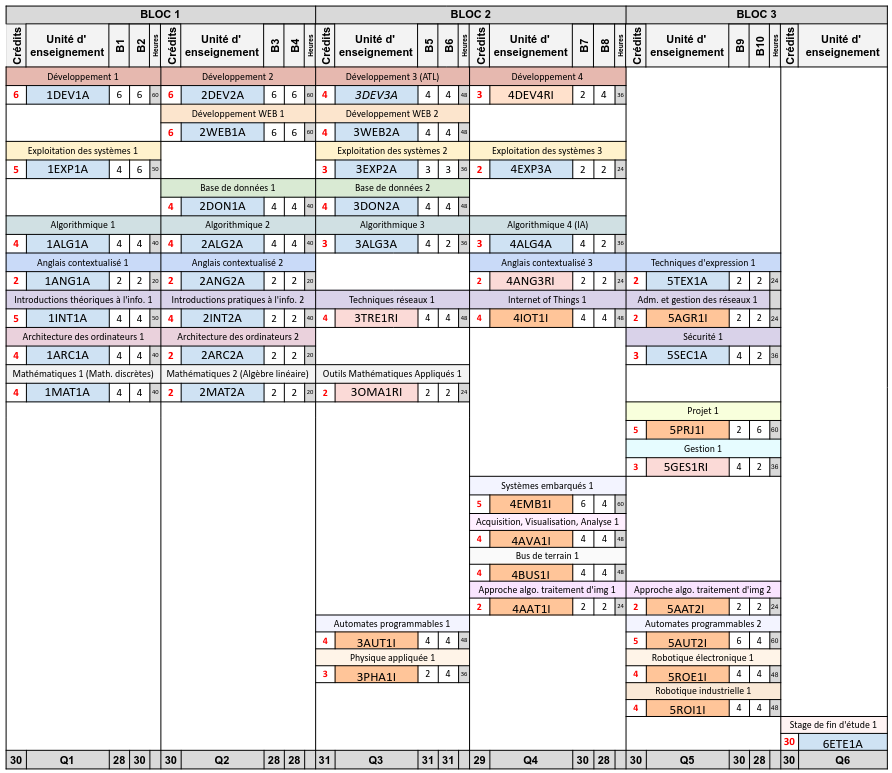 BLOC 1 BLOC 2 BLOC 3
Crédits Unité d' enseignement B1 B2 Heures Crédits Unité d' enseignement B3 B4 Heures Crédits Unité d' enseignement B5 B6 Heures Crédits Unité d' enseignement B7 B8 Heures Crédits Unité d' enseignement B9 B10 Heures Crédits Unité d' enseignement
Développement 1 Développement 2 Développement 3 (ATL) Développement 4
6 1DEV1A 6 6 60 6 2DEV2A 6 6 60 4 3DEV3A 4 4 48 3 4DEV4RI 2 4 36
Développement WEB 1 Développement WEB 2
6 2WEB1A 6 6 60 4 3WEB2A 4 4 48
Exploitation des systèmes 1 Exploitation des systèmes 2 Exploitation des systèmes 3
5 1EXP1A 4 6 50 3 3EXP2A 3 3 36 2 4EXP3A 2 2 24
Base de données 1 Base de données 2
4 2DON1A 4 4 40 4 3DON2A 4 4 48
Algorithmique 1 Algorithmique 2 Algorithmique 3 Algorithmique 4 (IA)
4 1ALG1A 4 4 40 4 2ALG2A 4 4 40 3 3ALG3A 4 2 36 3 4ALG4A 4 2 36
Anglais contextualisé 1 Anglais contextualisé 2 Anglais contextualisé 3 Techniques d'expression 1
2 1ANG1A 2 2 20 2 2ANG2A 2 2 20 2 4ANG3RI 2 2 24 2 5TEX1A 2 2 24
Introductions théoriques à l'info. 1 Introductions pratiques à l'info. 2 Techniques réseaux 1 Internet of Things 1 Adm. et gestion des réseaux 1
5 1INT1A 4 4 50 4 2INT2A 4 2 40 4 3TRE1RI 4 4 48 4 4IOT1I 4 4 48 2 5AGR1I 2 2 24
Architecture des ordinateurs 1 Architecture des ordinateurs 2 Sécurité 1
4 1ARC1A 4 4 40 2 2ARC2A 2 2 20 3 5SEC1A 4 2 36
Mathématiques 1 (Math. discrètes) Mathématiques 2 (Algèbre linéaire) Outils Mathématiques Appliqués 1
4 1MAT1A 4 4 40 2 2MAT2A 2 2 20 2 3OMA1RI 2 2 24
Projet 1
5 5PRJ1I 2 6 60
Gestion 1
3 5GES1RI 4 2 36
Systèmes embarqués 1
5 4EMB1I 6 4 60
Acquisition, Visualisation, Analyse 1
4 4AVA1I 4 4 48
Bus de terrain 1
4 4BUS1I 4 4 48
Approche algo. traitement d'img 1 Approche algo. traitement d'img 2
2 4AAT1I 2 2 24 2 5AAT2I 2 2 24
Automates programmables 1 Automates programmables 2
4 3AUT1I 4 4 48 5 5AUT2I 6 4 60
Physique appliquée 1 Robotique électronique 1
3 3PHA1I 2 4 36 4 5ROE1I 4 4 48
Robotique industrielle 1
4 5ROI1I 4 4 48
Stage de fin d'étude 1
30 6ETE1A
30 Q1 28 30 30 Q2 28 28 31 Q3 31 31 29 Q4 30 28 30 Q5 30 28 30 Q6